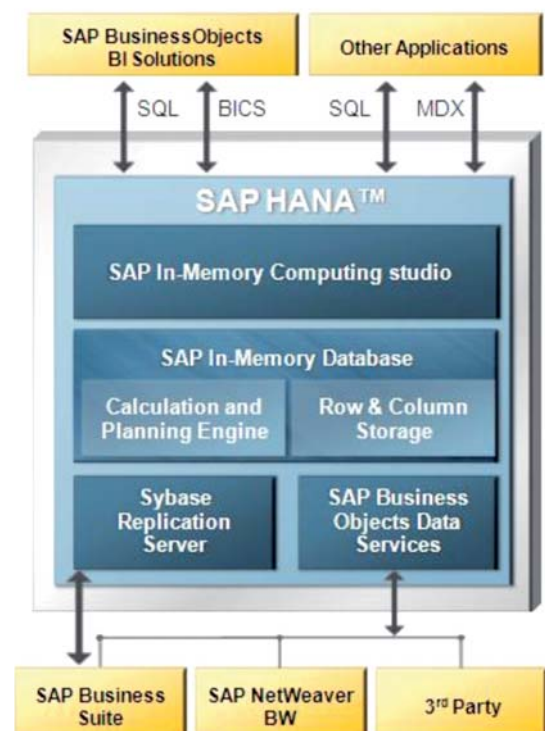 SAP BusinessObjects
BI Solutions
Other Applications
SQL
BICS
SQL
MDX
SAP HANA™
SAP In-Memory Computing studio
SAP In-Memory Database
Calculation and
Planning Engine
Row & Column
Storage
Sybase
Replication
Server
SAP Business
Objects Data
Services
SAP Business
Suite
SAP NetWeaver
BW
3rd Party